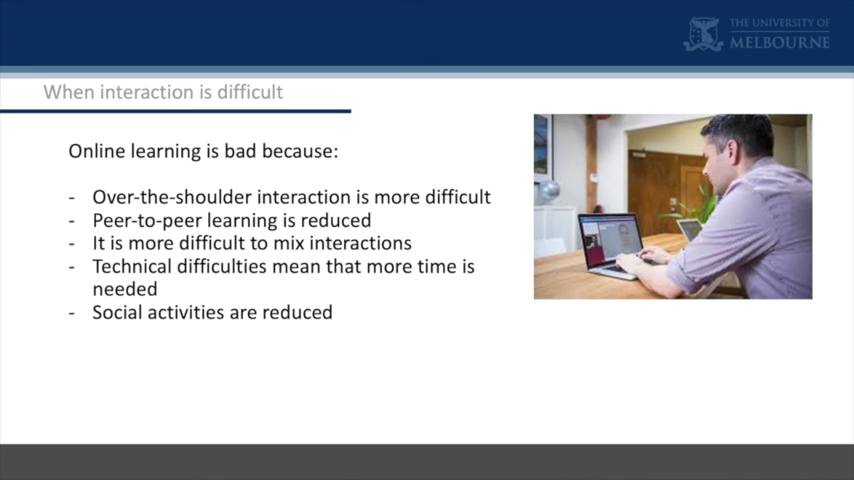 THE UNIVERSITY OF
MELBOURNE
When interaction is difficult
Online learning is bad because:
- Over-the-shoulder interaction is more difficult
- Peer-to-peer learning is reduced
- It is more difficult to mix interactions
- Technical difficulties mean that more time is
needed
- Social activities are reduced